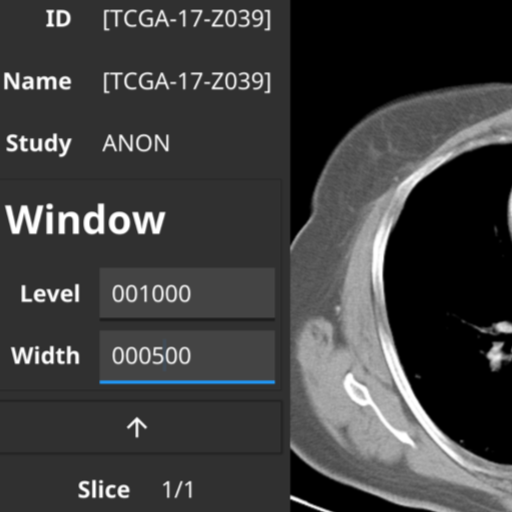 ID [TCGA-17-Z039]
Name [TCGA-17-Z039]
Study ANON
Window
Level 001000
Width 000500
↑
Slice 1/1